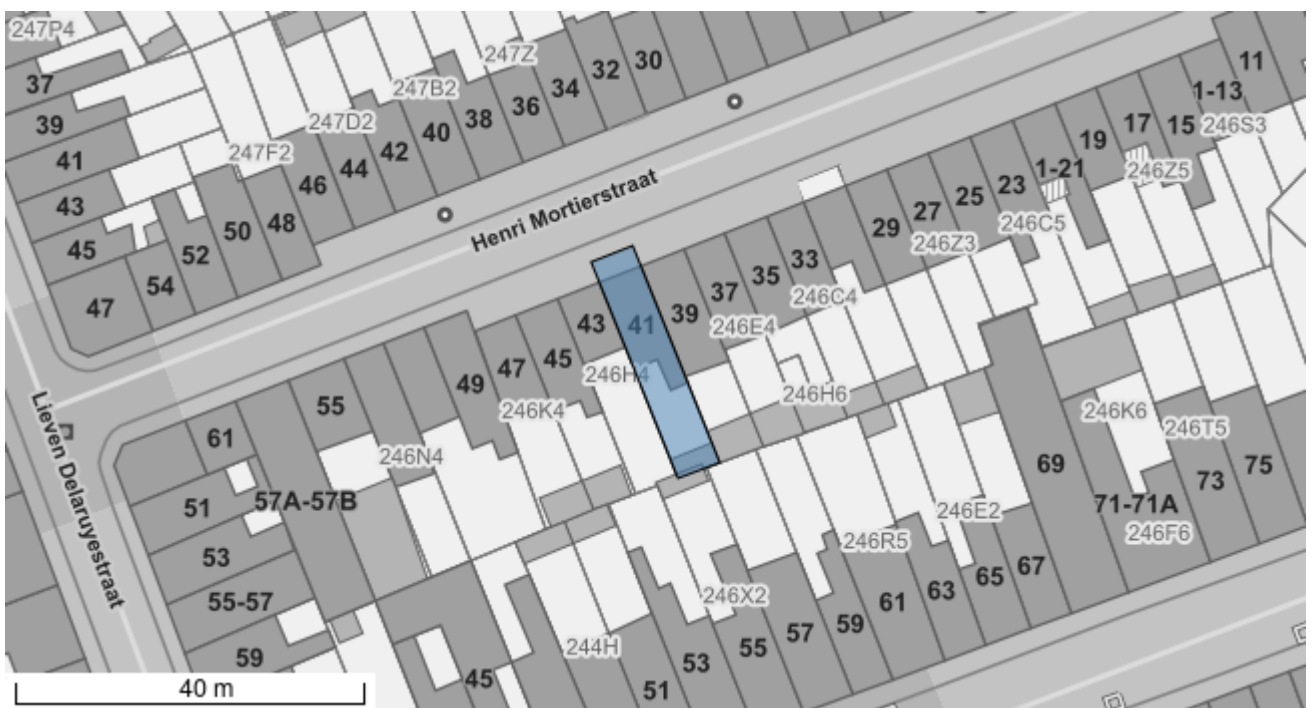 247P4
247Z
37
247B2
34
32
30
11
39
247D2
40
38
36
1-13
41
247F2
44
42
17
15
246S3
43
46
19
246Z5
45
50
48
Henri Mortierstraat
25
23
1-21
52
29
27
246Z3
246C5
47
54
33
246C4
35
37
246E4
39
41
43
246H4
45
47
246K4
49
246H6
55
246N4
61
Lieven Delaruyestraat
51
57A-57B
53
55-57
59
69
246K6
246T5
73
75
71-71A
246F6
246E2
246R5
67
65
63
61
59
57
246X2
55
53
51
244H
45
40 m